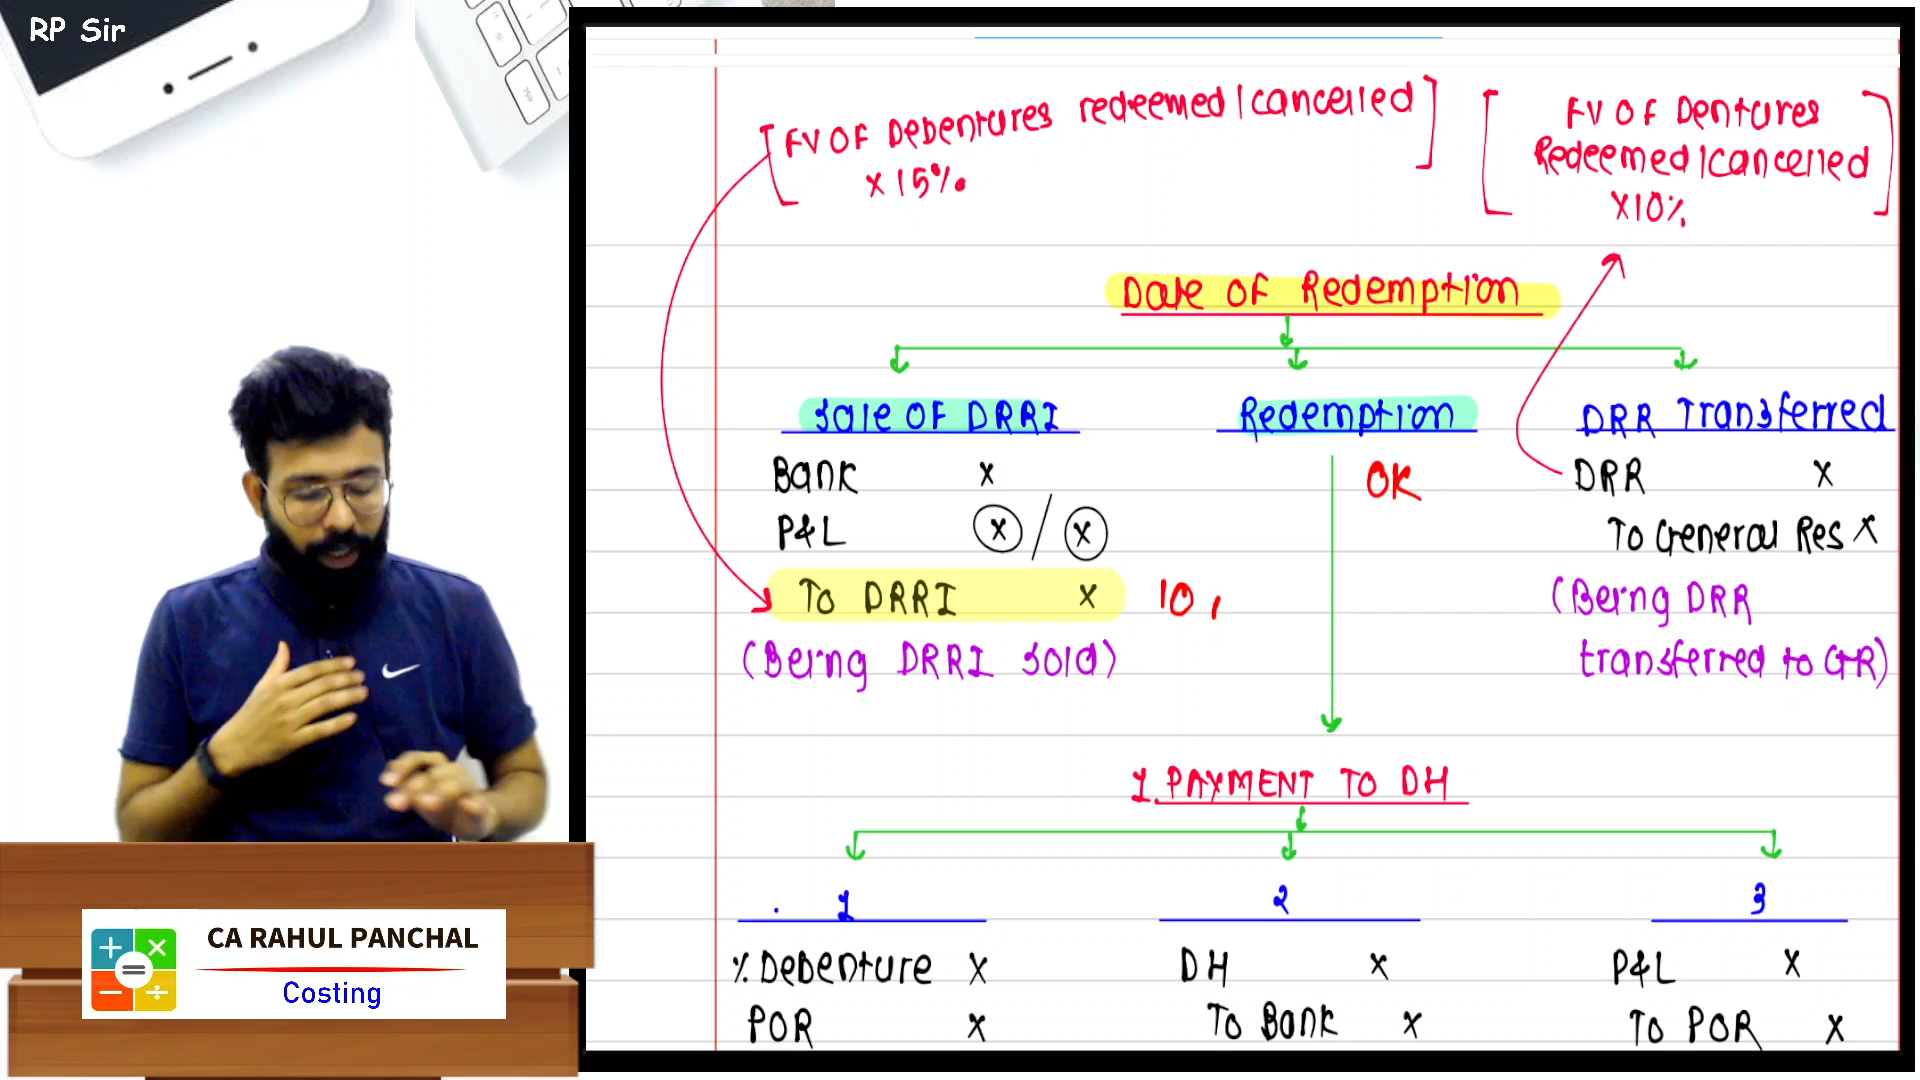 RP Sir
[FV OF Debentures redeemed/cancelled]
x 15%
[FV OF Dentures
Redeemed/cancelled
x10%]
Date OF Redemption
Sale OF DRRI
Bank x
P&L x / x
To DRRI x 10,
(Being DRRI sold)
Redemption
OK
DRR Transferred
DRR x
To General Res x
(Being DRR
transferred to GR)
1. PAYMENT TO DH
1
% Debenture x
POR x
2
DH x
To Bank x
3
P&L x
To POR x
+ ×
=
− ÷
CA RAHUL PANCHAL
Costing